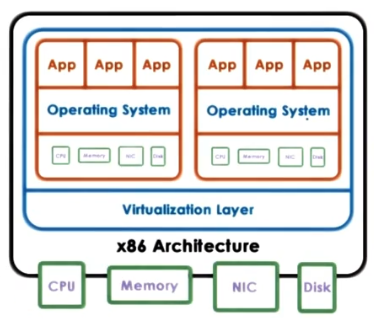 App App App App App App
Operating System Operating System
CPU Memory NIC Disk CPU Memory NIC Disk
Virtualization Layer
x86 Architecture
CPU Memory NIC Disk